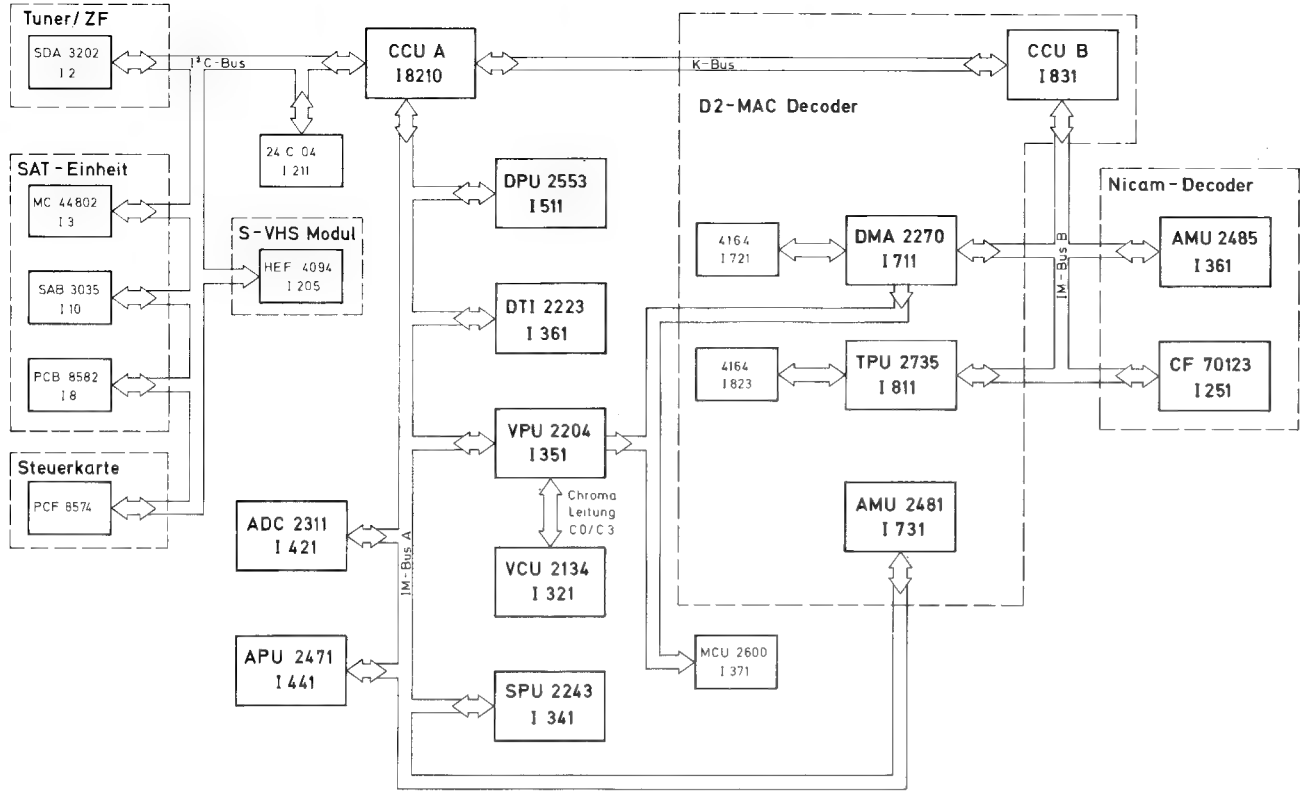 Tuner/ ZF
SDA 3202
I 2
I²C-Bus
CCU A
I 8210
K-Bus
CCU B
I 831
D2-MAC Decoder
24 C 04
I 211
SAT - Einheit
MC 44802
I 3
SAB 3035
I 10
PCB 8582
I 8
S-VHS Modul
HEF 4094
I 205
Steuerkarte
PCF 8574
DPU 2553
I 511
DTI 2223
I 361
VPU 2204
I 351
Chroma
Leitung
C0/C3
VCU 2134
I 321
ADC 2311
I 421
IM-Bus A
APU 2471
I 441
SPU 2243
I 341
MCU 2600
I 371
4164
I 721
DMA 2270
I 711
4164
I 823
TPU 2735
I 811
AMU 2481
I 731
IM-Bus B
Nicam-Decoder
AMU 2485
I 361
CF 70123
I 251